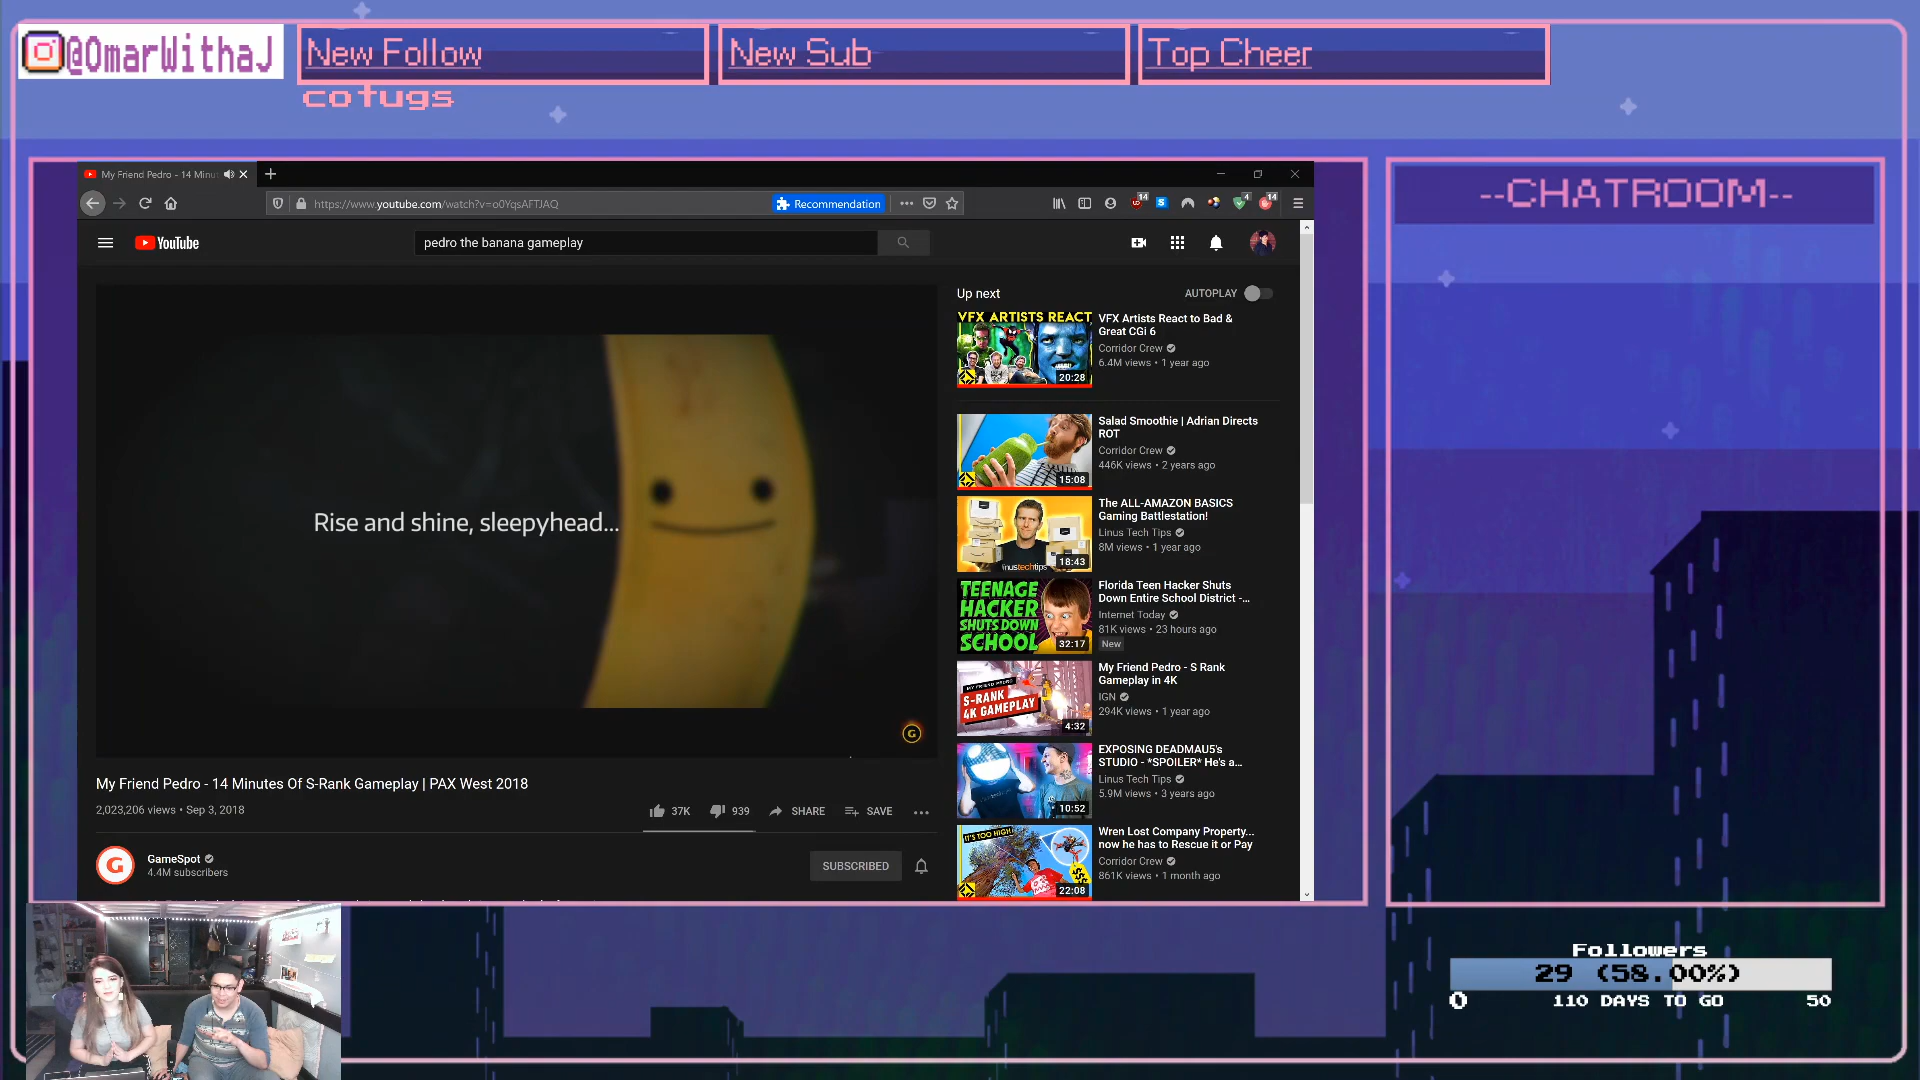 @OmarWithaJ
New Follow
cofugs
New Sub
Top Cheer
My Friend Pedro - 14 Minu
https://www.youtube.com/watch?v=o0YqsAFTJAQ
Recommendation
14
4
14
YouTube
pedro the banana gameplay
Rise and shine, sleepyhead...
G
My Friend Pedro - 14 Minutes Of S-Rank Gameplay | PAX West 2018
2,023,206 views • Sep 3, 2018
37K
939
SHARE
SAVE
G
GameSpot
4.4M subscribers
SUBSCRIBED
Up next
AUTOPLAY
VFX ARTISTS REACT
20:28
VFX Artists React to Bad &
Great CGi 6
Corridor Crew
6.4M views • 1 year ago
15:08
Salad Smoothie | Adrian Directs
ROT
Corridor Crew
446K views • 2 years ago
linustechtips
18:43
The ALL-AMAZON BASICS
Gaming Battlestation!
Linus Tech Tips
8M views • 1 year ago
TEENAGE
HACKER
SHUTS DOWN
SCHOOL
32:17
Florida Teen Hacker Shuts
Down Entire School District -...
Internet Today
81K views • 23 hours ago
New
MY FRIEND PEDRO
S-RANK
4K GAMEPLAY
4:32
My Friend Pedro - S Rank
Gameplay in 4K
IGN
294K views • 1 year ago
10:52
EXPOSING DEADMAU5's
STUDIO - *SPOILER* He's a...
Linus Tech Tips
5.9M views • 3 years ago
IT'S TOO HIGH!
22:08
Wren Lost Company Property...
now he has to Rescue it or Pay
Corridor Crew
861K views • 1 month ago
--CHATROOM--
Followers
29 (58.00%)
0
110 DAYS TO GO
50